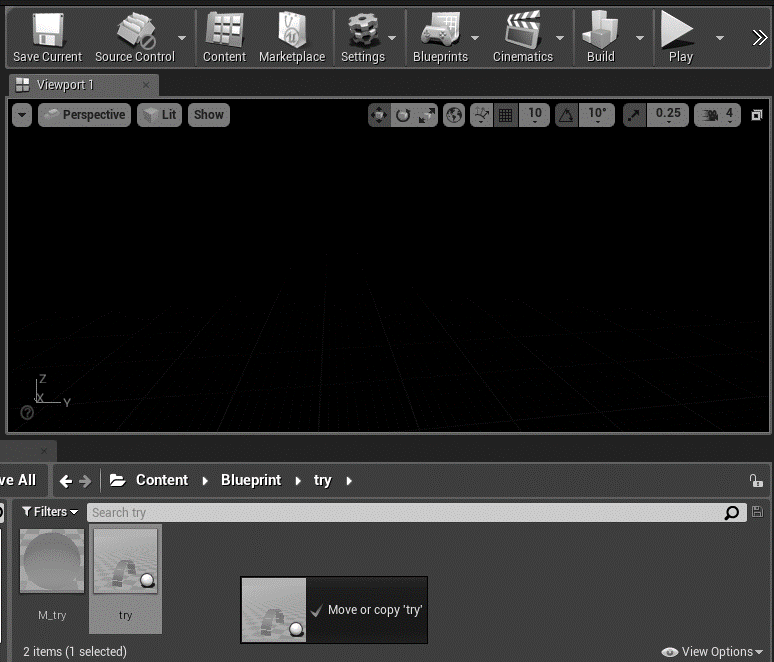 Save Current Source Control Content Marketplace Settings Blueprints Cinematics Build Play
Viewport 1
Perspective Lit Show 10 10° 0.25 4
Z
X Y
ve All Content Blueprint try
Filters Search try
M_try try
Move or copy 'try'
2 items (1 selected) View Options